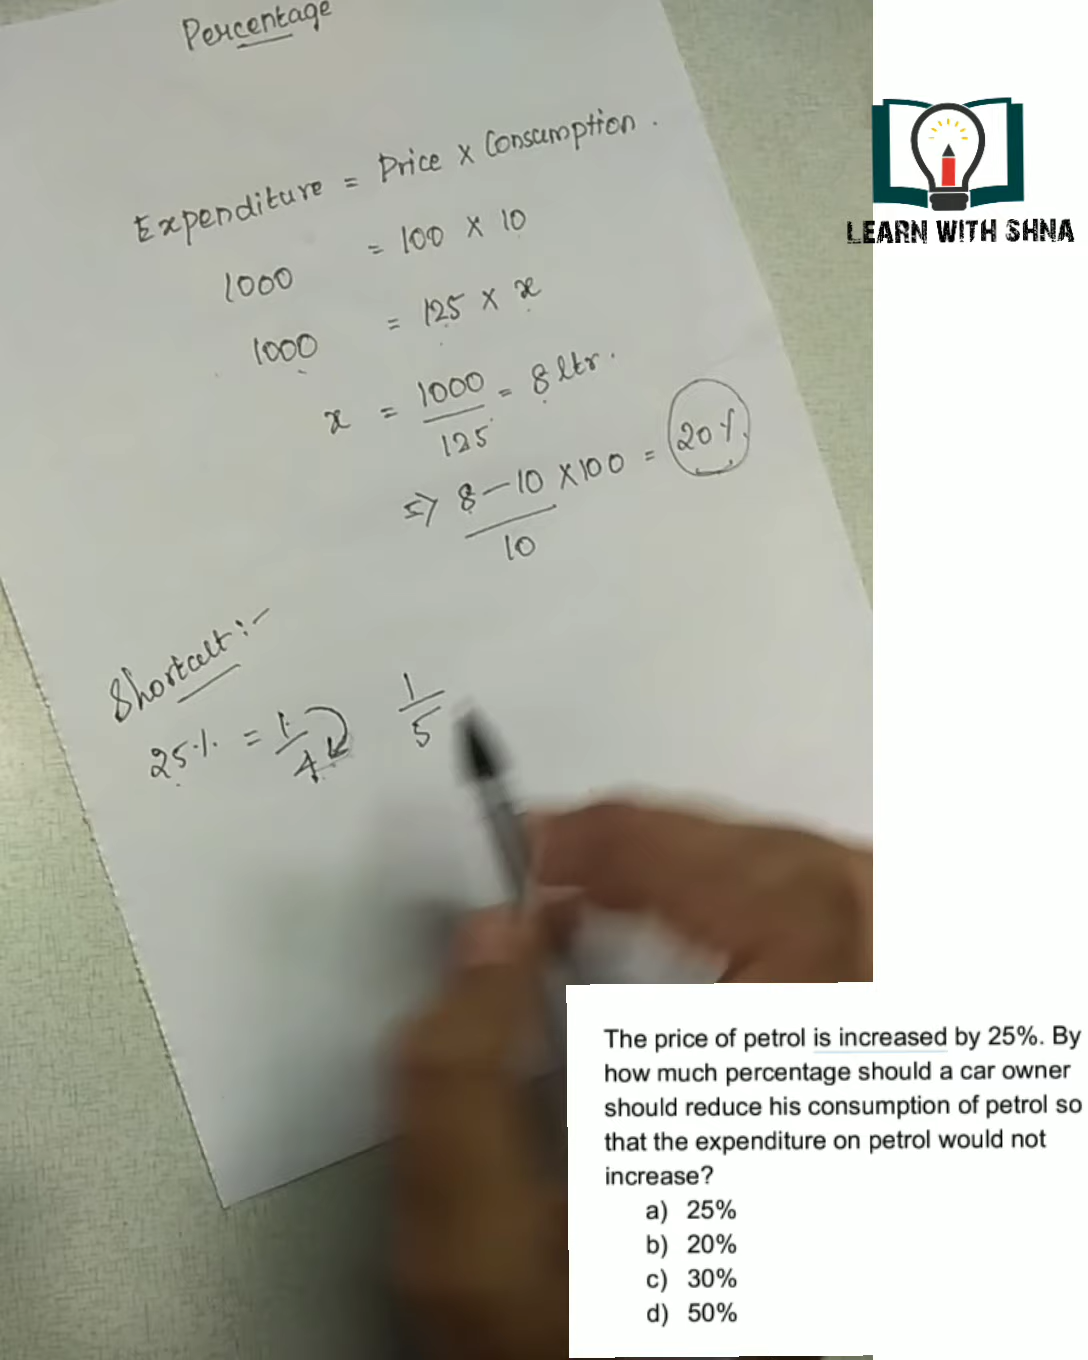 Percentage
Expenditure = Price x Consumption.
1000 = 100 x 10
1000 = 125 x x
x = 1000/125 = 8 ltr.
=> 8-10/10 x100 = 20%.
Shortcut:-
25% = 1/4 1/5
LEARN WITH SHNA
The price of petrol is increased by 25%. By
how much percentage should a car owner
should reduce his consumption of petrol so
that the expenditure on petrol would not
increase?
a) 25%
b) 20%
c) 30%
d) 50%